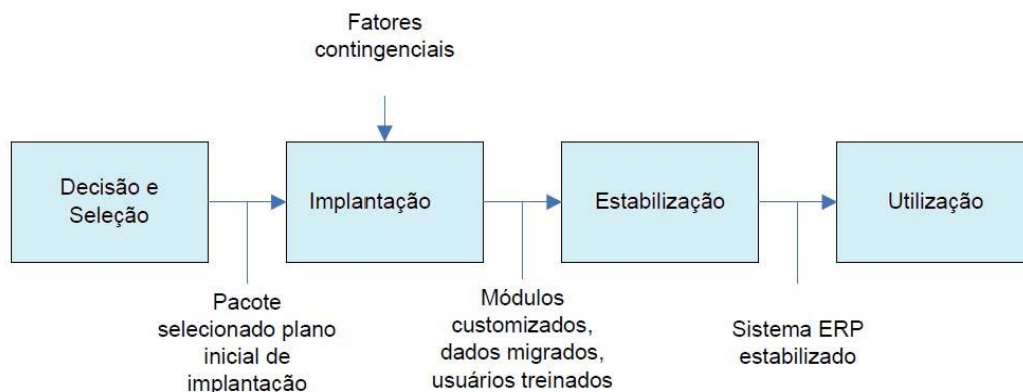 Fatores
contingenciais
Decisão e
Seleção
Implantação
Estabilização
Utilização
Pacote
selecionado plano
inicial de
implantação
Módulos
customizados,
dados migrados,
usuários treinados
Sistema ERP
estabilizado